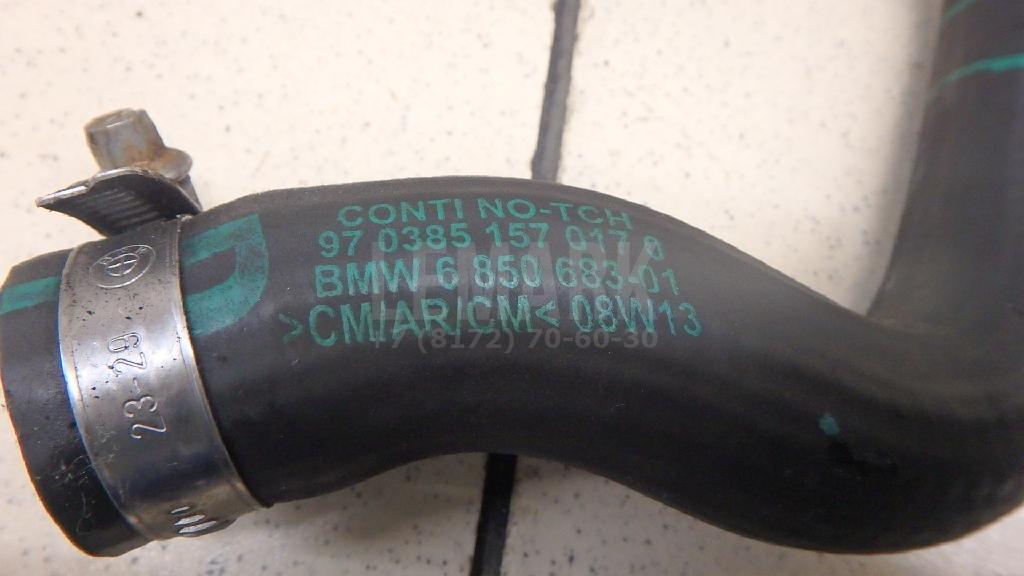 CONTI NO-TCH
97 0385 157 017 0
BMW 6 850 683-01
>CM/AR/CM< 08W13
+7 (8172) 70-60-30
23-29